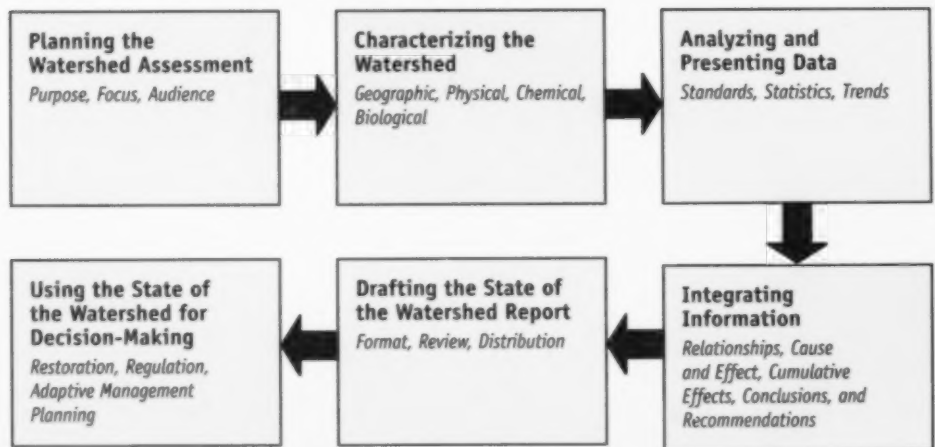 Planning the
Watershed Assessment
Purpose, Focus, Audience
Characterizing the
Watershed
Geographic, Physical, Chemical,
Biological
Analyzing and
Presenting Data
Standards, Statistics, Trends
Integrating
Information
Relationships, Cause
and Effect, Cumulative
Effects, Conclusions, and
Recommendations
Drafting the State of
the Watershed Report
Format, Review, Distribution
Using the State of
the Watershed for
Decision-Making
Restoration, Regulation,
Adaptive Management
Planning